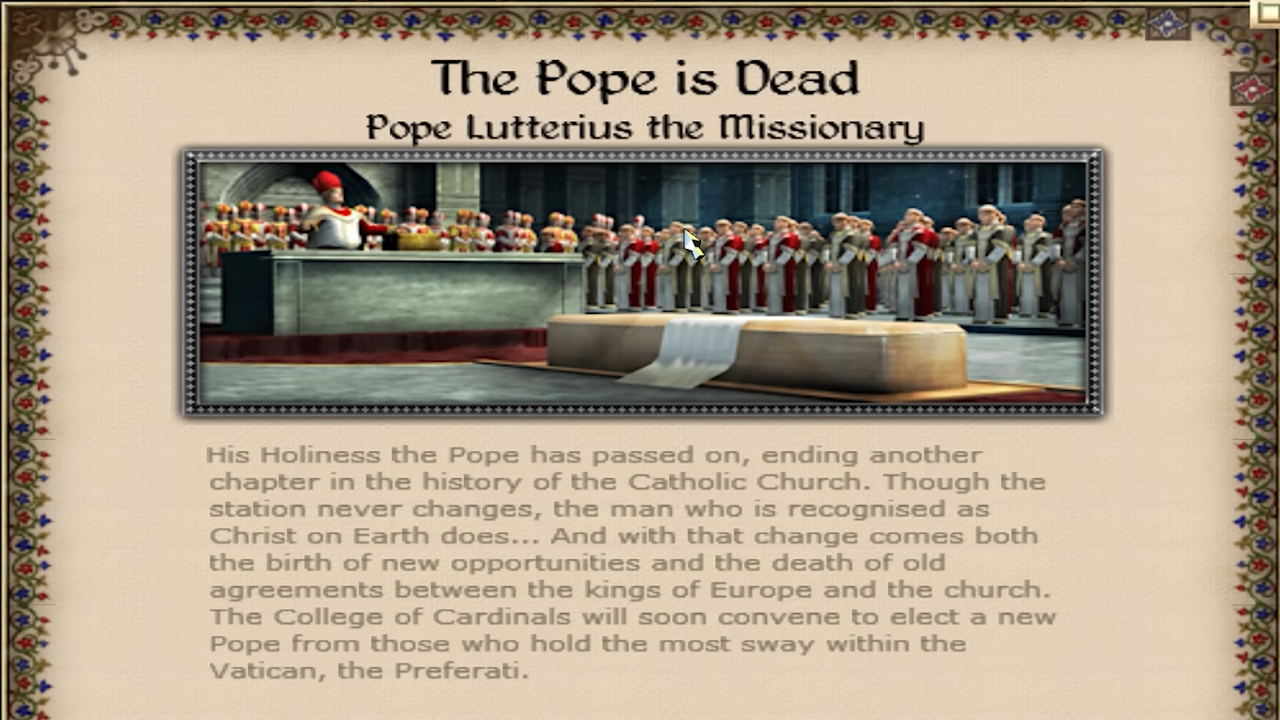 The Pope is Dead
Pope Lutterius the Missionary
His Holiness the Pope has passed on, ending another
chapter in the history of the Catholic Church. Though the
station never changes, the man who is recognised as
Christ on Earth does... And with that change comes both
the birth of new opportunities and the death of old
agreements between the kings of Europe and the church.
The College of Cardinals will soon convene to elect a new
Pope from those who hold the most sway within the
Vatican, the Preferati.